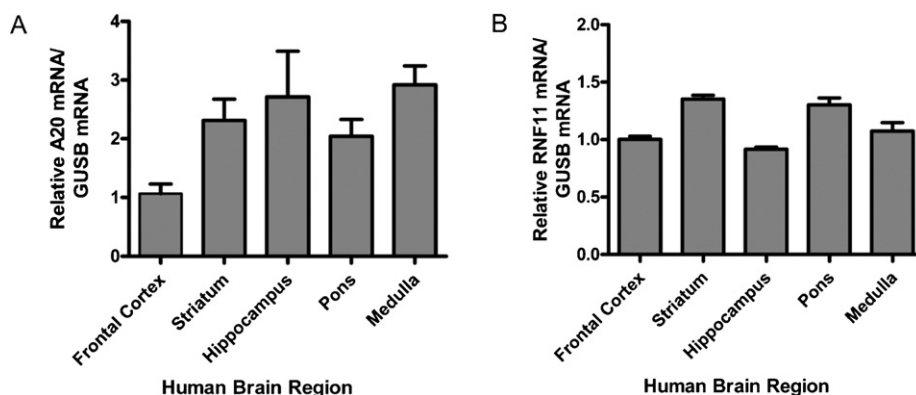 A
Relative A20 mRNA/
GUSB mRNA
4
3
2
1
0
Frontal Cortex
Striatum
Hippocampus
Pons
Medulla
Human Brain Region
B
Relative RNF11 mRNA/
GUSB mRNA
2.0
1.5
1.0
0.5
0.0
Frontal Cortex
Striatum
Hippocampus
Pons
Medulla
Human Brain Region